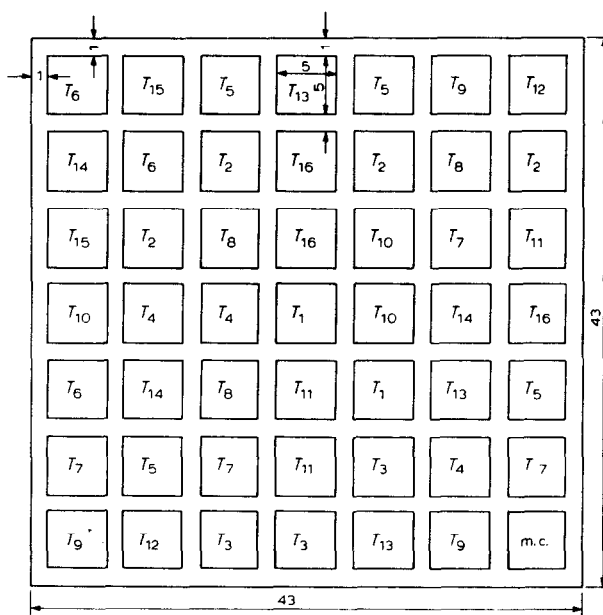 1 1
1 5
T6 T15 T5 T13 5 T5 T9 T12
T14 T6 T2 T16 T2 T8 T2
T15 T2 T8 T16 T10 T7 T11
T10 T4 T4 T1 T10 T14 T16
43
T6 T14 T8 T11 T1 T13 T5
T7 T5 T7 T11 T3 T4 T7
T9 T12 T3 T3 T13 T9 m.c.
43